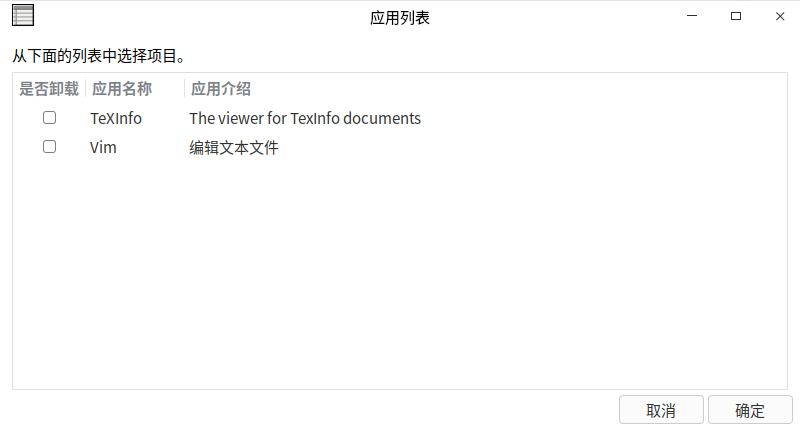 应用列表
从下面的列表中选择项目。
是否卸载 应用名称 应用介绍
TeXInfo The viewer for TexInfo documents
Vim 编辑文本文件
取消 确定